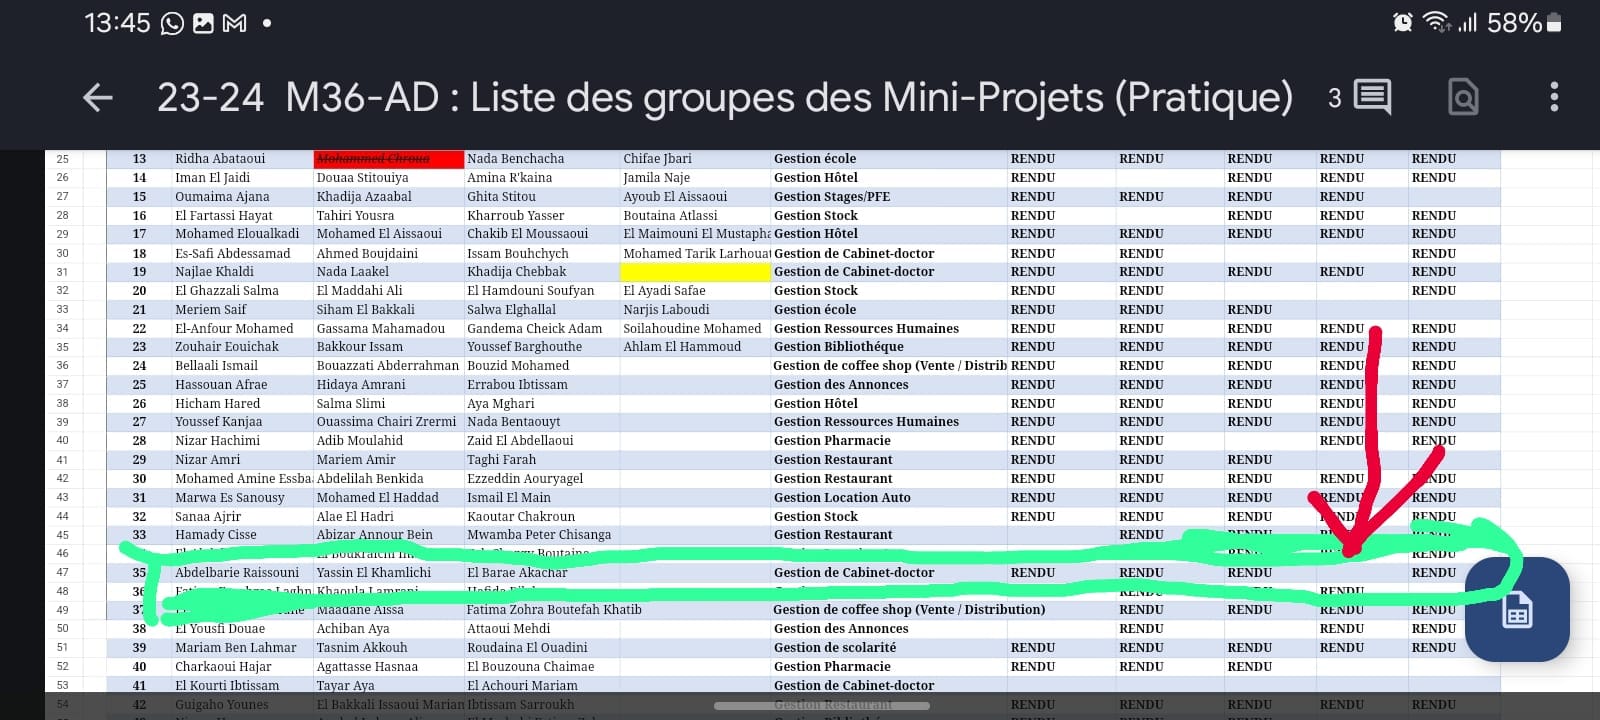 13:45 58%
23-24 M36-AD : Liste des groupes des Mini-Projets (Pratique) 3
25 13 Ridha Abataoui Mohammed Chroua Nada Benchacha Chifae Jbari Gestion école RENDU RENDU RENDU RENDU RENDU
26 14 Iman El Jaidi Douaa Stitouiya Amina R'kaina Jamila Naje Gestion Hôtel RENDU RENDU RENDU RENDU
27 15 Oumaima Ajana Khadija Azaabal Ghita Stitou Ayoub El Aissaoui Gestion Stages/PFE RENDU RENDU RENDU RENDU
28 16 El Fartassi Hayat Tahiri Yousra Kharroub Yasser Boutaina Atlassi Gestion Stock RENDU RENDU RENDU RENDU
29 17 Mohamed Eloualkadi Mohamed El Aissaoui Chakib El Moussaoui El Maimouni El Mustapha Gestion Hôtel RENDU RENDU RENDU RENDU RENDU
30 18 Es-Safi Abdessamad Ahmed Boujdaini Issam Bouhchych Mohamed Tarik Larhouat Gestion de Cabinet-doctor RENDU RENDU RENDU
31 19 Najlae Khaldi Nada Laakel Khadija Chebbak Gestion de Cabinet-doctor RENDU RENDU RENDU RENDU RENDU
32 20 El Ghazzali Salma El Maddahi Ali El Hamdouni Soufyan El Ayadi Safae Gestion Stock RENDU RENDU RENDU
33 21 Meriem Saif Siham El Bakkali Salwa Elghallal Narjis Laboudi Gestion école RENDU RENDU RENDU
34 22 El-Anfour Mohamed Gassama Mahamadou Gandema Cheick Adam Soilahoudine Mohamed Gestion Ressources Humaines RENDU RENDU RENDU RENDU
35 23 Zouhair Eouichak Bakkour Issam Youssef Barghouthe Ahlam El Hammoud Gestion Bibliothéque RENDU RENDU RENDU RENDU RENDU
36 24 Bellaali Ismail Bouazzati Abderrahman Bouzid Mohamed Gestion de coffee shop (Vente / Distrib RENDU RENDU RENDU RENDU RENDU
37 25 Hassouan Afrae Hidaya Amrani Errabou Ibtissam Gestion des Annonces RENDU RENDU RENDU RENDU RENDU
38 26 Hicham Hared Salma Slimi Aya Mghari Gestion Hôtel RENDU RENDU RENDU RENDU RENDU
39 27 Youssef Kanjaa Ouassima Chairi Zrermi Nada Bentaouyt Gestion Ressources Humaines RENDU RENDU RENDU RENDU RENDU
40 28 Nizar Hachimi Adib Moulahid Zaid El Abdellaoui Gestion Pharmacie RENDU RENDU RENDU RENDU
41 29 Nizar Amri Mariem Amir Taghi Farah Gestion Restaurant RENDU RENDU RENDU
42 30 Mohamed Amine Essba Abdelilah Benkida Ezzeddin Aouryagel Gestion Restaurant RENDU RENDU RENDU RENDU
43 31 Marwa Es Sanousy Mohamed El Haddad Ismail El Main Gestion Location Auto RENDU RENDU RENDU RENDU RENDU
44 32 Sanaa Ajrir Alae El Hadri Kaoutar Chakroun Gestion Stock RENDU RENDU RENDU RENDU
45 33 Hamady Cisse Abizar Annour Bein Mwamba Peter Chisanga Gestion Restaurant RENDU RENDU
46 Boutaina RENDU
47 35 Abdelbarie Raissouni Yassin El Khamlichi El Barae Akachar Gestion de Cabinet-doctor RENDU RENDU RENDU RENDU
48 36 Khaoula Lamrani RENDU
49 37 Maadane Aissa Fatima Zohra Boutefah Khatib Gestion de coffee shop (Vente / Distribution) RENDU RENDU RENDU RENDU
50 38 El Yousfi Douae Achiban Aya Attaoui Mehdi Gestion des Annonces RENDU RENDU RENDU
51 39 Mariam Ben Lahmar Tasnim Akkouh Roudaina El Ouadini Gestion de scolarité RENDU RENDU RENDU RENDU RENDU
52 40 Charkaoui Hajar Agattasse Hasnaa El Bouzouna Chaimae Gestion Pharmacie RENDU RENDU RENDU
53 41 El Kourti Ibtissam Tayar Aya El Achouri Mariam Gestion de Cabinet-doctor
54 42 Guigaho Younes El Bakkali Issaoui Marian Ibtissam Sarroukh Gestion Restaurant RENDU RENDU RENDU RENDU RENDU